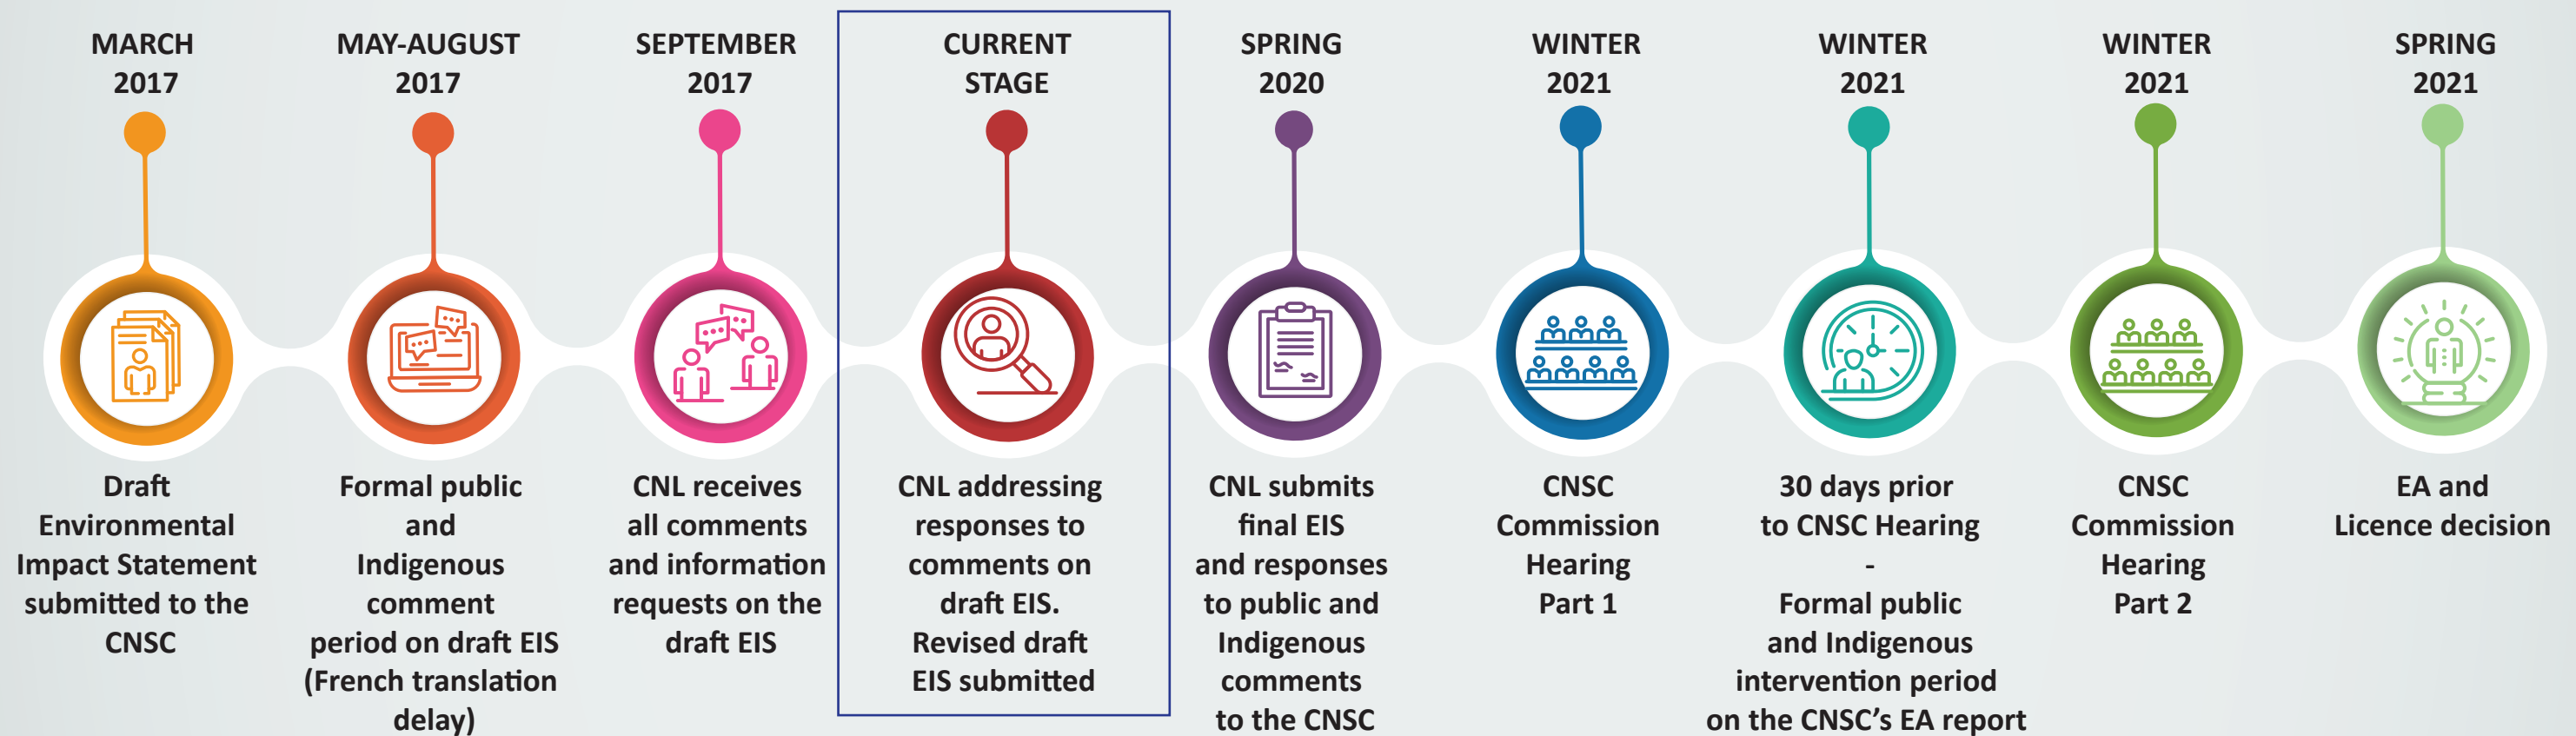 MARCH
2017
Draft
Environmental
Impact Statement
submitted to the
CNSC
MAY-AUGUST
2017
Formal public
and
Indigenous
comment
period on draft EIS
(French translation
delay)
SEPTEMBER
2017
CNL receives
all comments
and information
requests on the
draft EIS
CURRENT
STAGE
CNL addressing
responses to
comments on
draft EIS.
Revised draft
EIS submitted
SPRING
2020
CNL submits
final EIS
and responses
to public and
Indigenous
comments
to the CNSC
WINTER
2021
CNSC
Commission
Hearing
Part 1
WINTER
2021
30 days prior
to CNSC Hearing
-
Formal public
and Indigenous
intervention period
on the CNSC’s EA report
WINTER
2021
CNSC
Commission
Hearing
Part 2
SPRING
2021
EA and
Licence decision